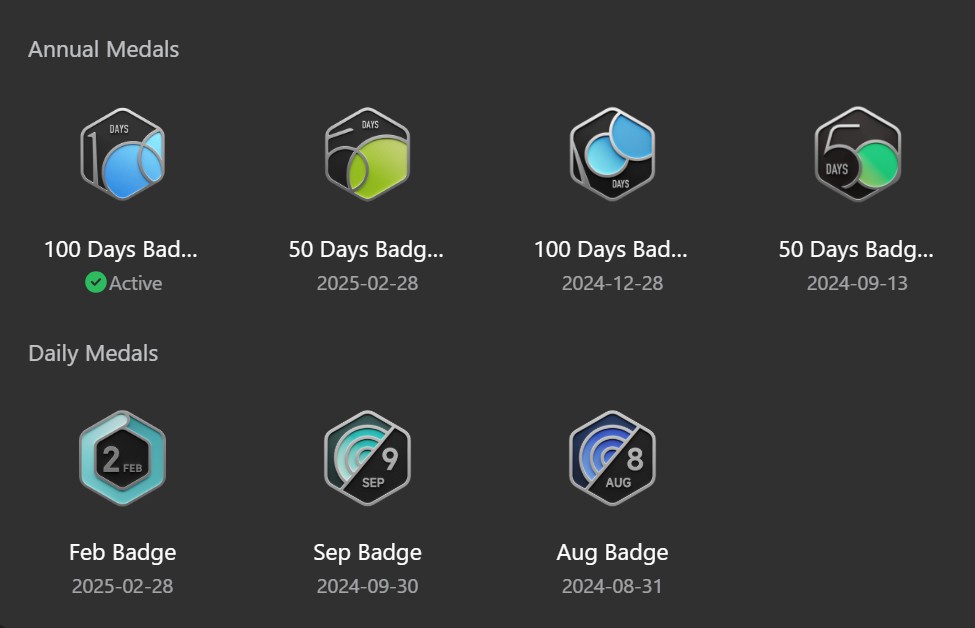 Annual Medals
DAYS
DAYS
DAYS
5
DAYS
100 Days Bad...
50 Days Badg...
100 Days Bad...
50 Days Badg...
Active
2025-02-28
2024-12-28
2024-09-13
Daily Medals
2 FEB
9
SEP
8
AUG
Feb Badge
Sep Badge
Aug Badge
2025-02-28
2024-09-30
2024-08-31